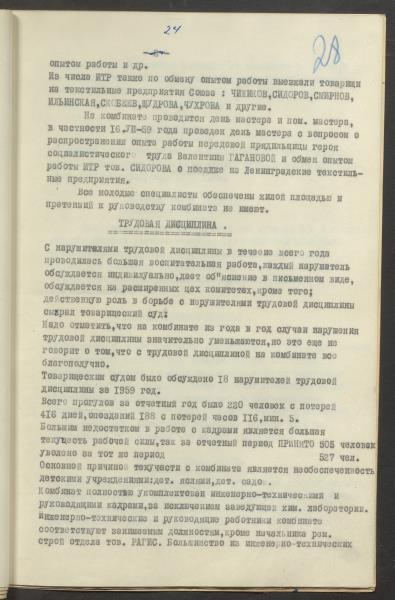 24
28
опытом работы и др.
Из числа ИТР также по обмену опытом работы выезжали товарищи
на текстильные предприятия Союза : ЧИЖИКОВ,СИДОРОВ,СМИРНОВ,
ИЛЬИНСКАЯ,СКОБЕЕВ,ШУДРОВА,ЧУХРОВА и другие.
На комбинате проводится день мастера и пом. мастера,
в частности 16.УП-59 года проведен день мастера с вопросом о
распространении опыта работы передовой прядильщицы героя
социалистического труда Валентины ГАГАНОВОЙ и обмен опытом
работы ИТР тов. СИДОРОВА о поездке на Ленинградские текстиль-
ные предприятия.
Все молодые специалисты обеспечены жилой площадью и
претензий к руководству комбината не имеют.
ТРУДОВАЯ ДИСЦИПЛИНА .
С нарушителями трудовой дисциплины в течение всего года
проводилась большая воспитательная работа,каждый нарушатель
обсуждается индивидуально,дает об"яснение в письменном виде,
обсуждается на расширенных цех комитетах,кроме того;
действенную роль в борьбе с нарушителями трудовой дисциплины
сыграл товарищеский суд:
Надо отметить,что на комбинате из года в год случаи нарушения
трудовой дисциплины значительно уменьшаются,но это еще не
говорит о том,что с трудовой дисциплиной на комбинате все
благополучно.
Товарищеским судом было обсуждено 18 нарушителей трудовой
дисциплины за 1959 год.
Всего прогулов за отчетный год было 220 человек с потерей
416 дней,опозданий 188 с потерей часов 116,мин. 5.
Большим недостатком в работе с кадрами является большая
текучесть рабочей силы,так за отчетный период ПРИНЯТО 505 человек
уволено за тот же период 527 чел.
Основной причиной текучасти с комбината является необеспеченность
детскими учреждениями:дет. яслями,дет. садом.
Комбинат полностью укомплектован инженерно-техническими и
руководящими кадрами,за исключением заведующей хим. лаборатории.
Инженерно-технические и руководящие работники комбината
соответствуют занимаемым должностям,кроме начальника рем.
строй отдела тов. РАГИС. Большинство из инженерно-технических